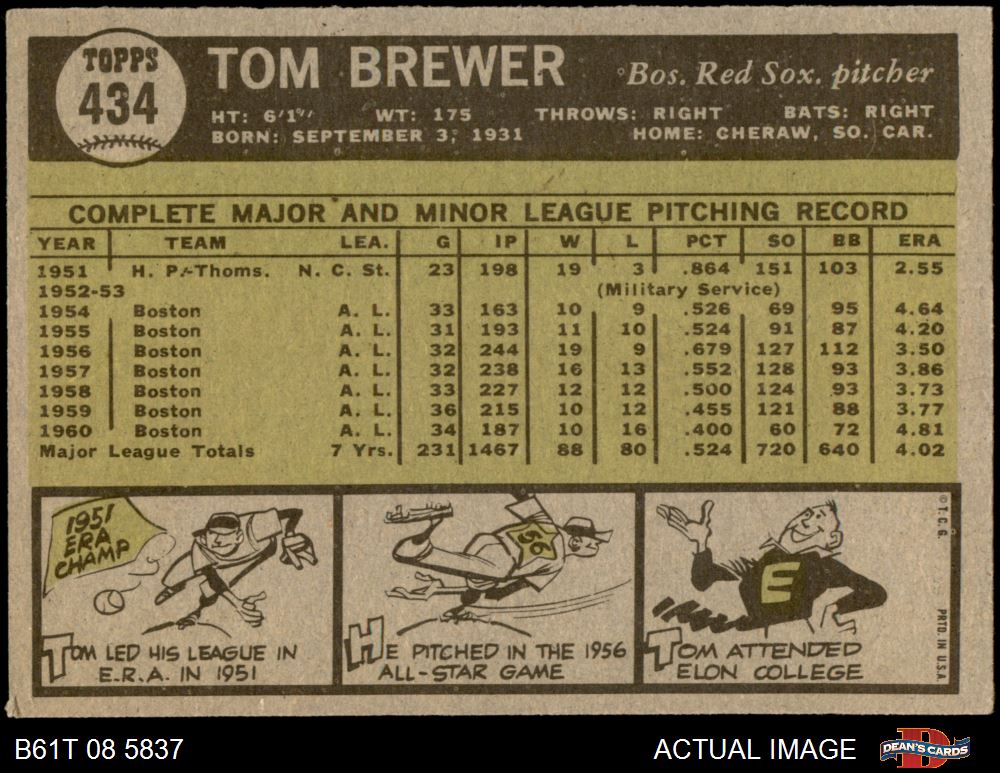 TOPPS
434
TOM BREWER
Bos. Red Sox. pitcher
HT: 6'1" WT: 175 THROWS: RIGHT BATS: RIGHT
BORN: SEPTEMBER 3, 1931 HOME: CHERAW, SO. CAR.
COMPLETE MAJOR AND MINOR LEAGUE PITCHING RECORD
YEAR TEAM LEA. G IP W L PCT SO BB ERA
1951 H. P.-Thoms. N. C. St. 23 198 19 3 .864 151 103 2.55
1952-53 (Military Service)
1954 Boston A. L. 33 163 10 9 .526 69 95 4.64
1955 Boston A. L. 31 193 11 10 .524 91 87 4.20
1956 Boston A. L. 32 244 19 9 .679 127 112 3.50
1957 Boston A. L. 32 238 16 13 .552 128 93 3.86
1958 Boston A. L. 33 227 12 12 .500 124 93 3.73
1959 Boston A. L. 36 215 10 12 .455 121 88 3.77
1960 Boston A. L. 34 187 10 16 .400 60 72 4.81
Major League Totals 7 Yrs. 231 1467 88 80 .524 720 640 4.02
1951
ERA
CHAMP
TOM LED HIS LEAGUE IN
E.R.A. IN 1951
56
HE PITCHED IN THE 1956
ALL-STAR GAME
E
TOM ATTENDED
ELON COLLEGE
© T. C. G. PRTD. IN U.S.A.
B61T 08 5837
ACTUAL IMAGE
DEAN'S CARDS